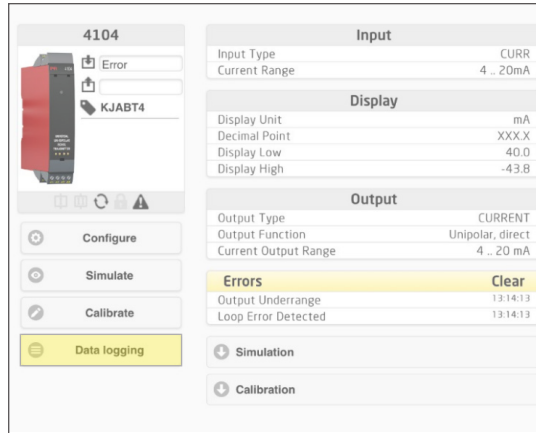 4104
Error
KJABT4
Configure
Simulate
Calibrate
Data logging
Input
Input Type CURR
Current Range 4 .. 20mA
Display
Display Unit mA
Decimal Point XXX.X
Display Low 40.0
Display High -43.8
Output
Output Type CURRENT
Output Function Unipolar, direct
Current Output Range 4 .. 20 mA
Errors Clear
Output Underrange 13:14:13
Loop Error Detected 13:14:13
Simulation
Calibration